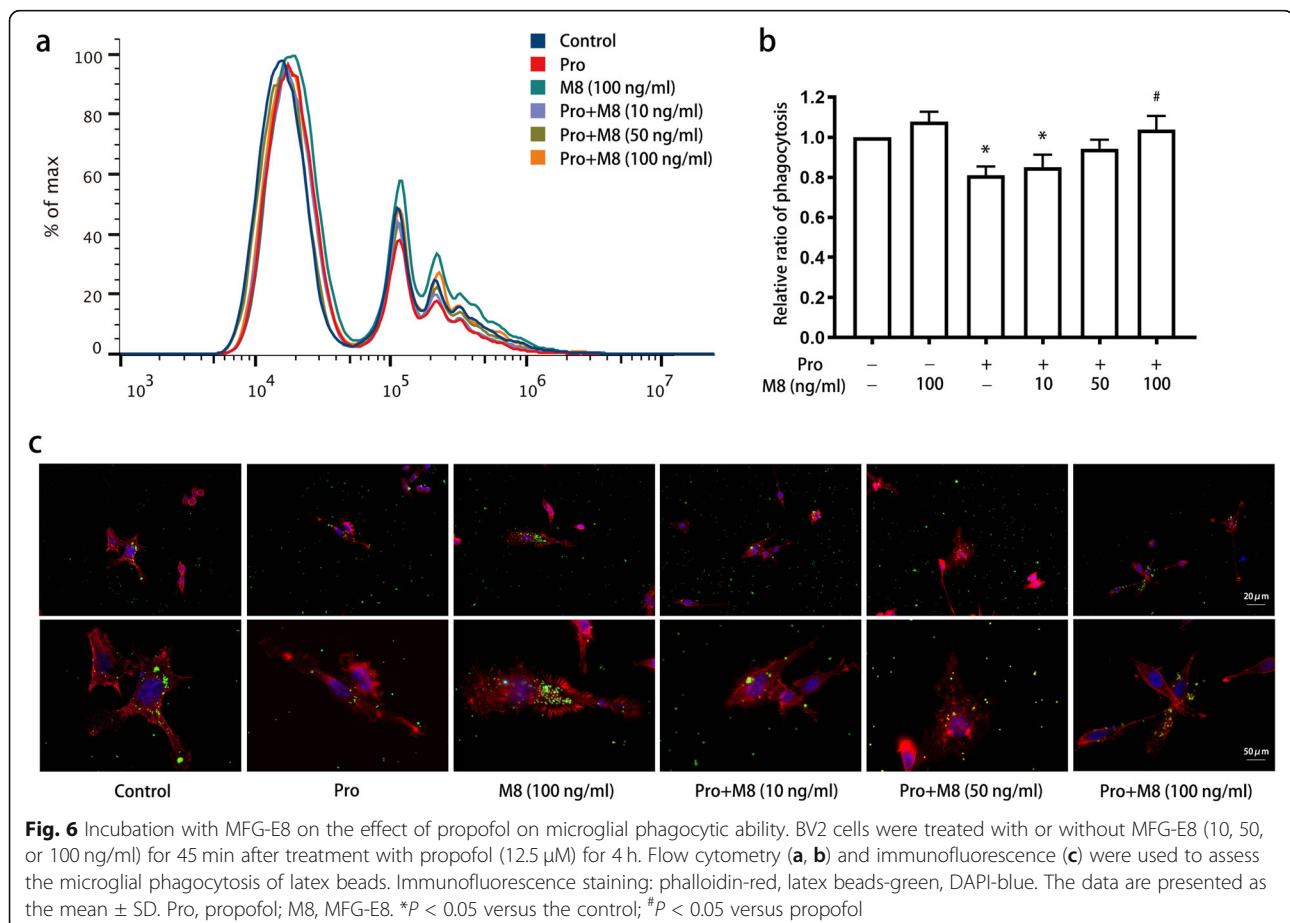 a
100
80
60
40
20
0
% of max
10^3 10^4 10^5 10^6 10^7
Control
Pro
M8 (100 ng/ml)
Pro+M8 (10 ng/ml)
Pro+M8 (50 ng/ml)
Pro+M8 (100 ng/ml)
b
Relative ratio of phagocytosis
1.2
1.0
0.8
0.6
0.4
0.2
0.0
* * #
Pro – – + + + +
M8 (ng/ml) – 100 – 10 50 100
c
20 μm
50 μm
Control Pro M8 (100 ng/ml) Pro+M8 (10 ng/ml) Pro+M8 (50 ng/ml) Pro+M8 (100 ng/ml)
Fig. 6 Incubation with MFG-E8 on the effect of propofol on microglial phagocytic ability. BV2 cells were treated with or without MFG-E8 (10, 50,
or 100 ng/ml) for 45 min after treatment with propofol (12.5 μM) for 4 h. Flow cytometry (a, b) and immunofluorescence (c) were used to assess
the microglial phagocytosis of latex beads. Immunofluorescence staining: phalloidin-red, latex beads-green, DAPI-blue. The data are presented as
the mean ± SD. Pro, propofol; M8, MFG-E8. *P < 0.05 versus the control; #P < 0.05 versus propofol